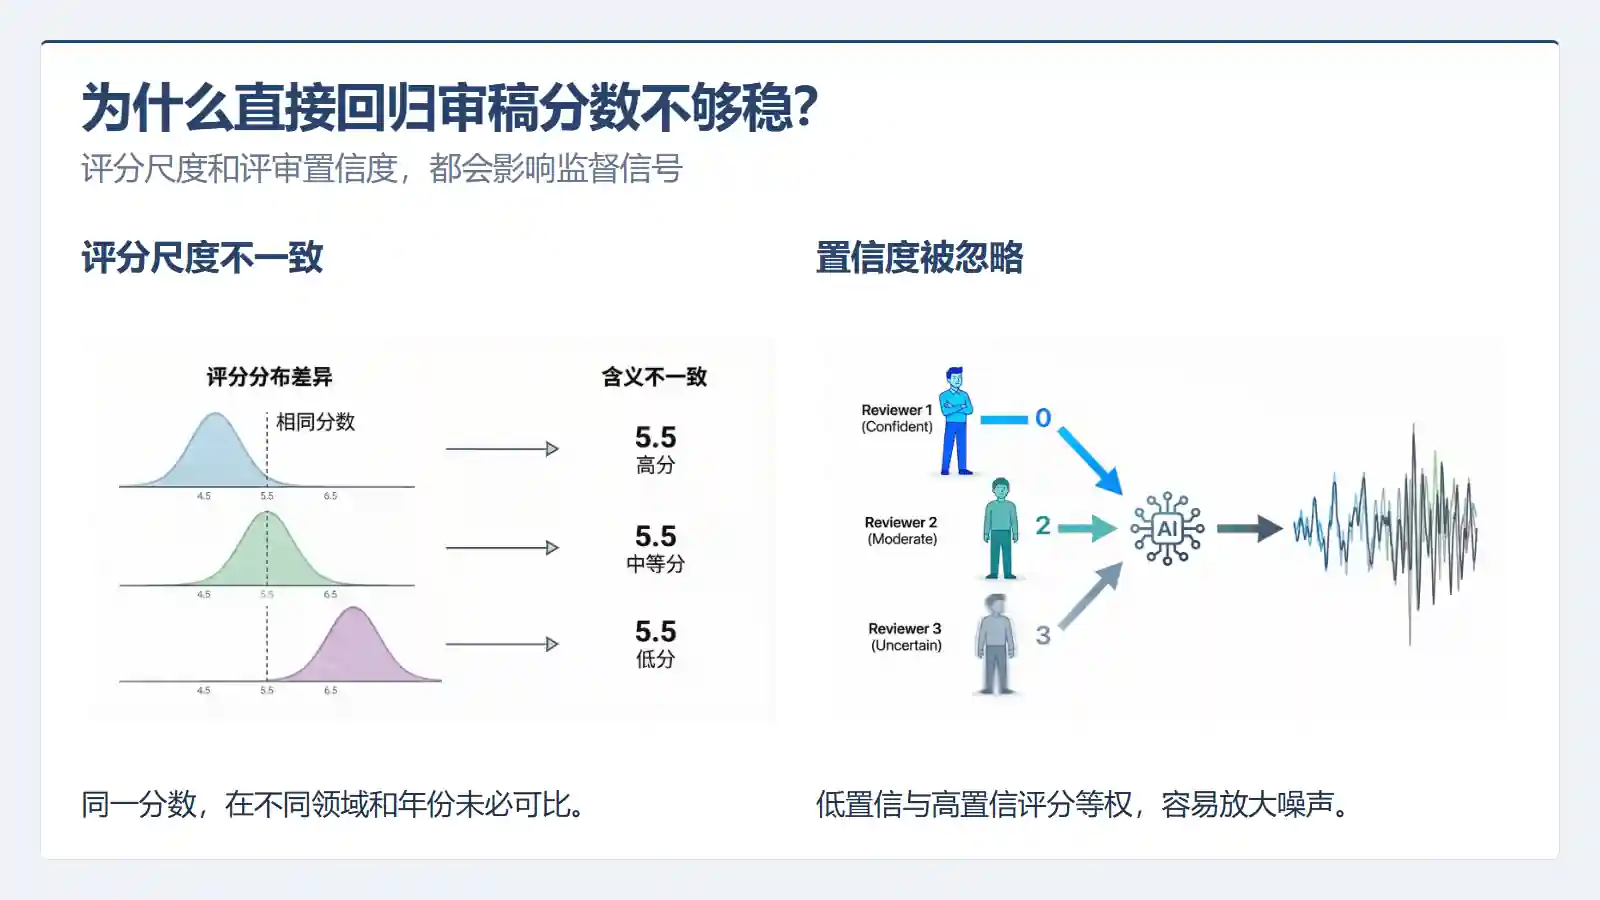 为什么直接回归审稿分数不够稳？
评分尺度和评审置信度，都会影响监督信号
评分尺度不一致
评分分布差异
含义不一致
相同分数
4.5 5.5 6.5
5.5
高分
4.5 5.5 6.5
5.5
中等分
4.5 5.5 6.5
5.5
低分
同一分数，在不同领域和年份未必可比。
置信度被忽略
Reviewer 1
(Confident)
0
Reviewer 2
(Moderate)
2
Reviewer 3
(Uncertain)
3
AI
低置信与高置信评分等权，容易放大噪声。